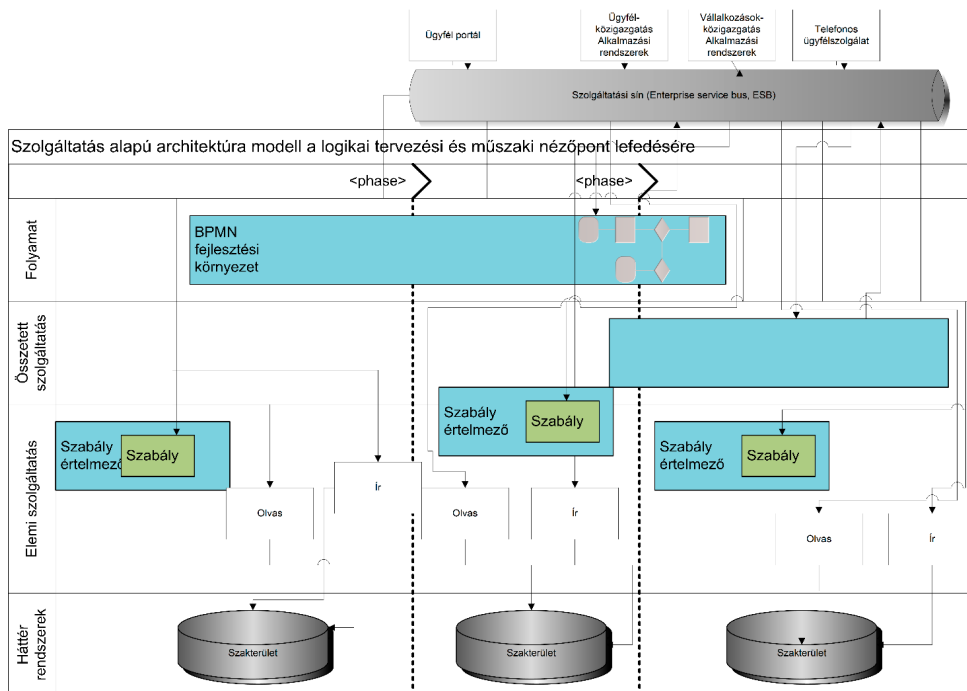 Ügyfél portál
Ügyfél-
közigazgatás
Alkalmazási
rendszerek
Vállalkozások-
közigazgatás
Alkalmazási
rendszerek
Telefonos
ügyfélszolgálat
Szolgáltatási sín (Enterprise service bus, ESB)
Szolgáltatás alapú architektúra modell a logikai tervezési és műszaki nézőpont lefedésére
<phase>
<phase>
Folyamat
BPMN
fejlesztési
környezet
Összetett
szolgáltatás
Elemi szolgáltatás
Szabály
értelmező
Szabály
Szabály
értelmező
Szabály
Szabály
értelmező
Szabály
Olvas
Ír
Olvas
Ír
Olvas
Ír
Háttér
rendszerek
Szakterület
Szakterület
Szakterület